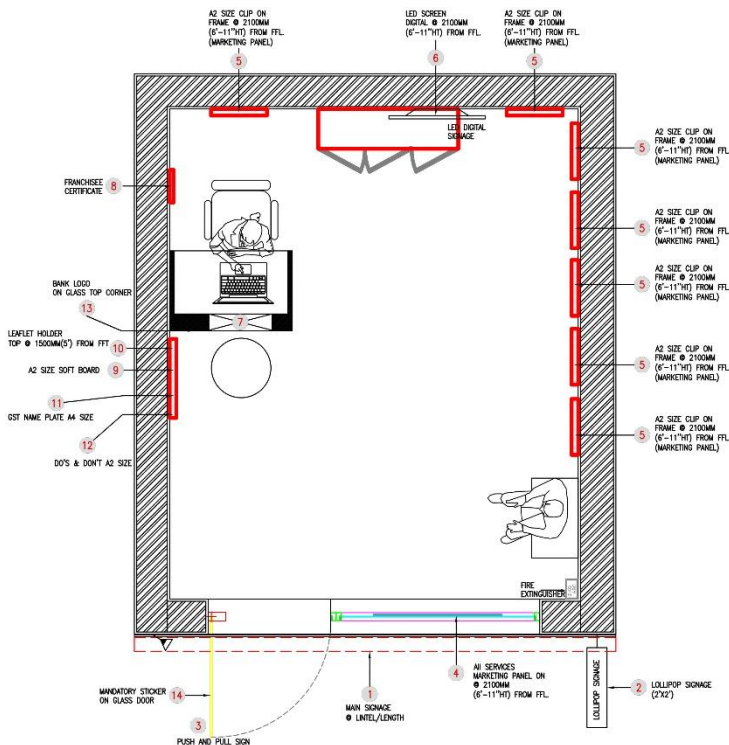 A2 SIZE CLIP ON
FRAME @ 2100MM
(6'-11"HT) FROM FFL.
(MARKETING PANEL)
5
LED SCREEN
DIGITAL @ 2100MM
(6'-11"HT) FROM FFL.
6
A2 SIZE CLIP ON
FRAME @ 2100MM
(6'-11"HT) FROM FFL.
(MARKETING PANEL)
5
LED DIGITAL
SIGNAGE
5
A2 SIZE CLIP ON
FRAME @ 2100MM
(6'-11"HT) FROM FFL.
(MARKETING PANEL)
FRANCHISEE
CERTIFICATE
8
5
A2 SIZE CLIP ON
FRAME @ 2100MM
(6'-11"HT) FROM FFL.
(MARKETING PANEL)
5
A2 SIZE CLIP ON
FRAME @ 2100MM
(6'-11"HT) FROM FFL.
(MARKETING PANEL)
BANK LOGO
ON GLASS TOP CORNER
13
7
LEAFLET HOLDER
TOP @ 1500MM(5') FROM FFT
10
A2 SIZE SOFT BOARD
9
5
A2 SIZE CLIP ON
FRAME @ 2100MM
(6'-11"HT) FROM FFL.
(MARKETING PANEL)
11
GST NAME PLATE A4 SIZE
12
DO'S & DON'T A2 SIZE
5
A2 SIZE CLIP ON
FRAME @ 2100MM
(6'-11"HT) FROM FFL.
(MARKETING PANEL)
FIRE
EXTINGUISHER
MANDATORY STICKER
ON GLASS DOOR
14
3
PUSH AND PULL SIGN
1
MAIN SIGNAGE
@ LINTEL/LENGTH
4
All SERVICES
MARKETING PANEL ON
@ 2100MM
(6'-11"HT) FROM FFL.
LOLLIPOP SIGNAGE
2
LOLLIPOP SIGNAGE
(2'X2')